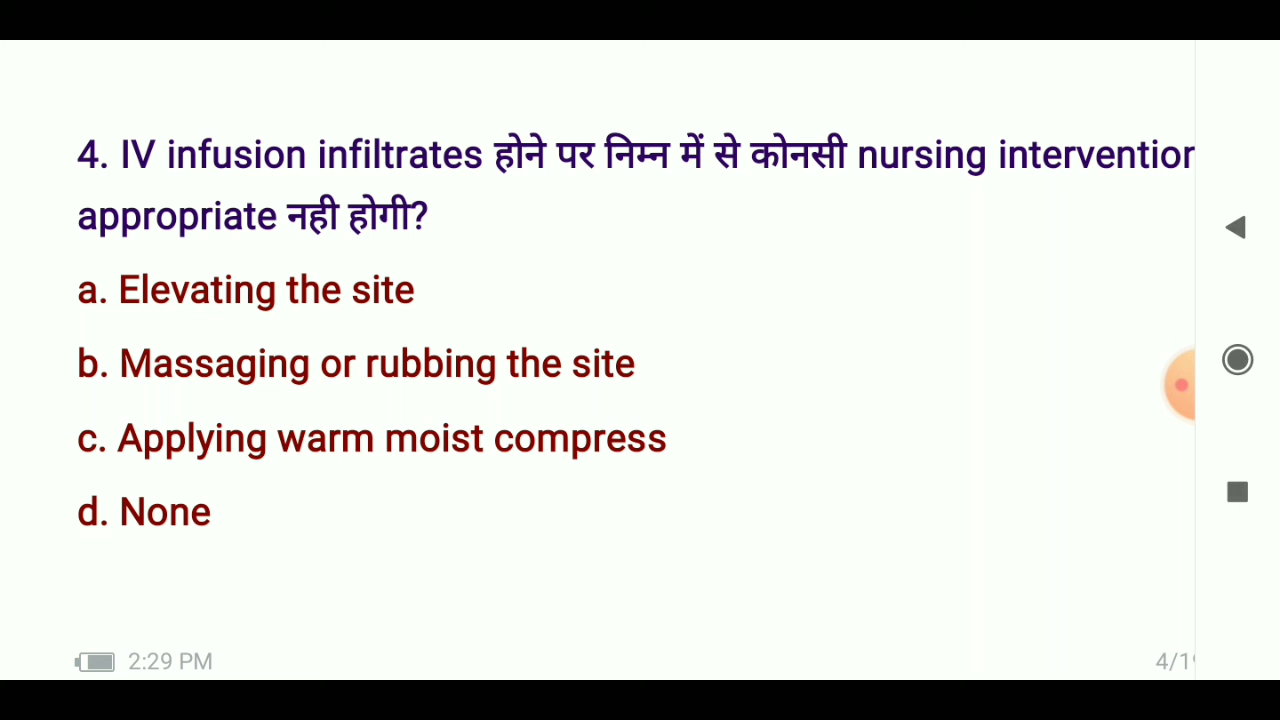 4. IV infusion infiltrates होने पर निम्न में से कोनसी nursing intervention
appropriate नही होगी?
a. Elevating the site
b. Massaging or rubbing the site
c. Applying warm moist compress
d. None
2:29 PM